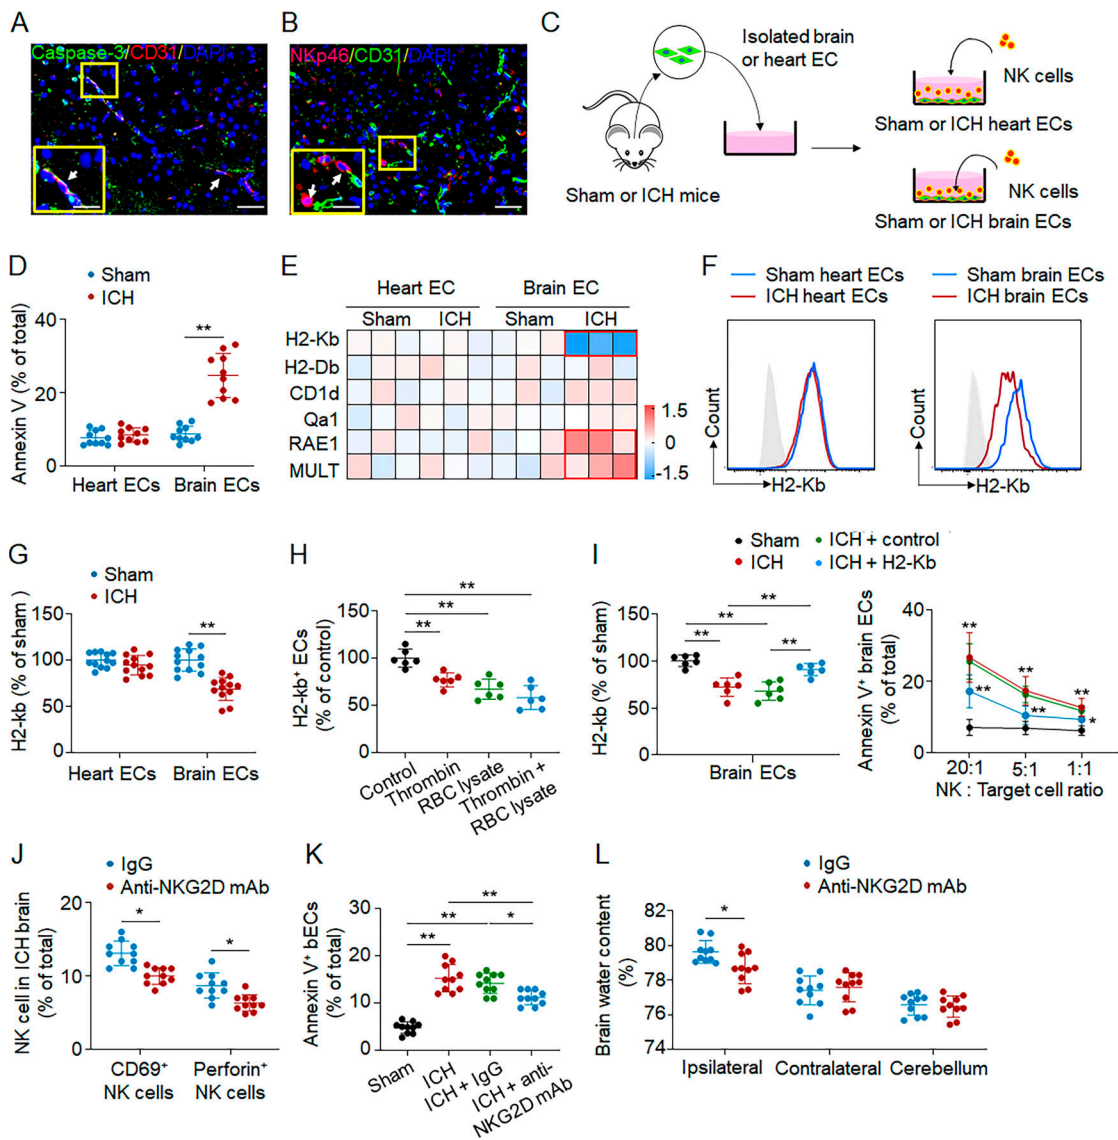 A
Caspase-3/CD31/DAPI
B
NKp46/CD31/DAPI
C
Isolated brain
or heart EC
Sham or ICH mice
NK cells
Sham or ICH heart ECs
NK cells
Sham or ICH brain ECs
D
Sham
ICH
Annexin V (% of total)
40
20
10
0
**
Heart ECs
Brain ECs
E
Heart EC
Brain EC
Sham
ICH
Sham
ICH
H2-Kb
H2-Db
CD1d
Qa1
RAE1
MULT
1.5
0
-1.5
F
Sham heart ECs
ICH heart ECs
Sham brain ECs
ICH brain ECs
Count
H2-Kb
Count
H2-Kb
G
Sham
ICH
H2-kb (% of sham)
150
100
50
0
**
Heart ECs
Brain ECs
H
H2-kb⁺ ECs
(% of control)
150
100
50
0
**
**
**
Control
Thrombin
RBC lysate
Thrombin +
RBC lysate
I
Sham
ICH
ICH + control
ICH + H2-Kb
H2-kb (% of sham)
150
100
50
0
**
**
**
**
Brain ECs
Annexin V⁺ brain ECs
(% of total)
40
20
0
**
**
**
**
**
*
20:1
5:1
1:1
NK : Target cell ratio
J
IgG
Anti-NKG2D mAb
NK cell in ICH brain
(% of total)
20
10
0
*
*
CD69⁺
NK cells
Perforin⁺
NK cells
K
Annexin V⁺ bECs
(% of total)
30
20
10
0
**
**
**
*
Sham
ICH
ICH + IgG
ICH + anti-
NKG2D mAb
L
IgG
Anti-NKG2D mAb
Brain water content
(%)
82
80
78
76
74
*
Ipsilateral
Contralateral
Cerebellum